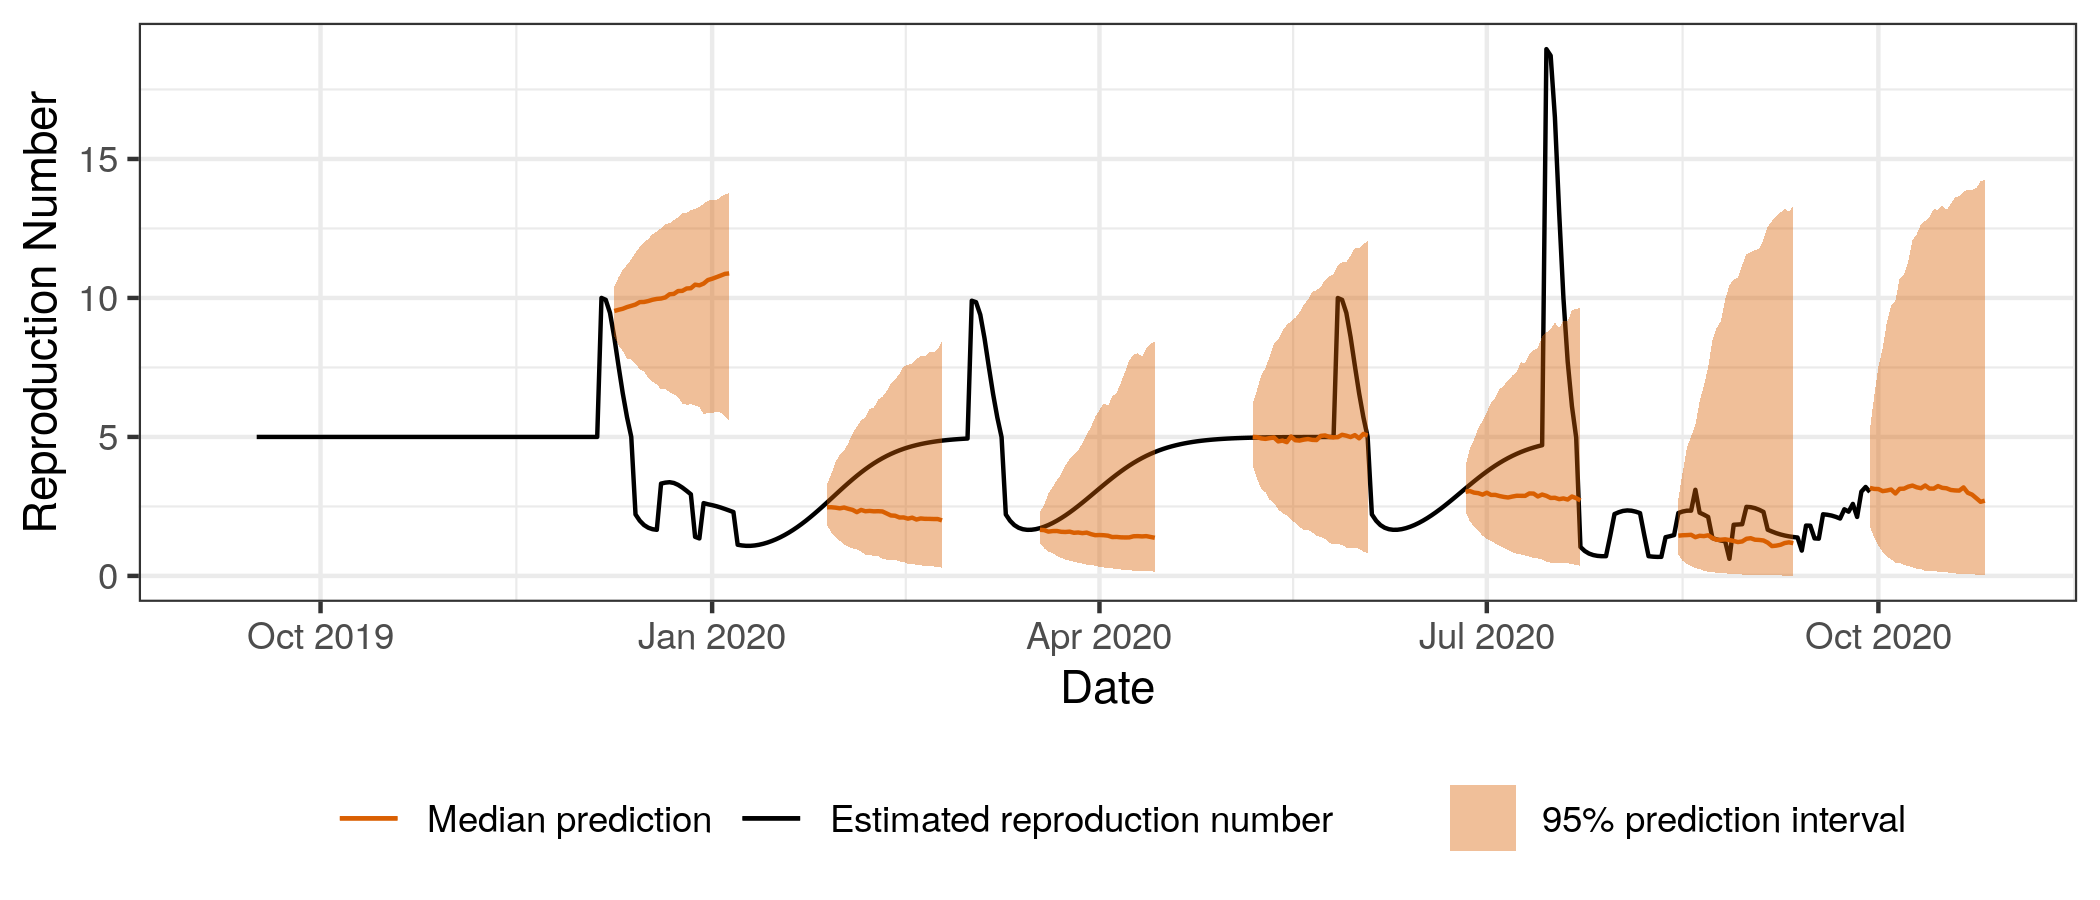 Reproduction Number
15
10
5
0
Oct 2019
Jan 2020
Apr 2020
Jul 2020
Oct 2020
Date
Median prediction
Estimated reproduction number
95% prediction interval